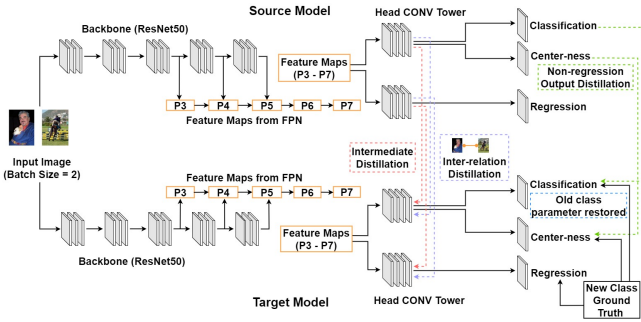 Source Model
Backbone (ResNet50)
Head CONV Tower
Classification
Center-ness
Non-regression
Output Distillation
Regression
Feature Maps
(P3 - P7)
P3 P4 P5 P6 P7
Feature Maps from FPN
Input Image
(Batch Size = 2)
Intermediate
Distillation
Inter-relation
Distillation
Feature Maps from FPN
P3 P4 P5 P6 P7
Classification
Old class
parameter restored
Feature Maps
(P3 - P7)
Center-ness
Backbone (ResNet50)
Regression
New Class
Ground
Truth
Head CONV Tower
Target Model